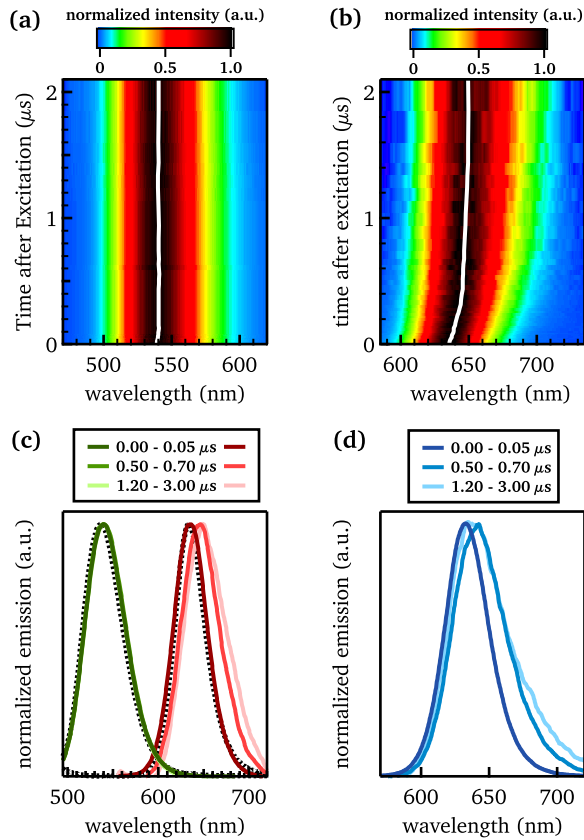 (a)
normalized intensity (a.u.)
0 0.5 1.0
Time after Excitation (μs)
2
1
0
500 540 580 620
wavelength (nm)
(b)
normalized intensity (a.u.)
0 0.5 1.0
time after excitation (μs)
2
1
0
600 650 700
wavelength (nm)
(c)
0.00 - 0.05 μs
0.50 - 0.70 μs
1.20 - 3.00 μs
normalized emission (a.u.)
500 600 700
wavelength (nm)
(d)
0.00 - 0.05 μs
0.50 - 0.70 μs
1.20 - 3.00 μs
normalized emission (a.u.)
600 650 700
wavelength (nm)